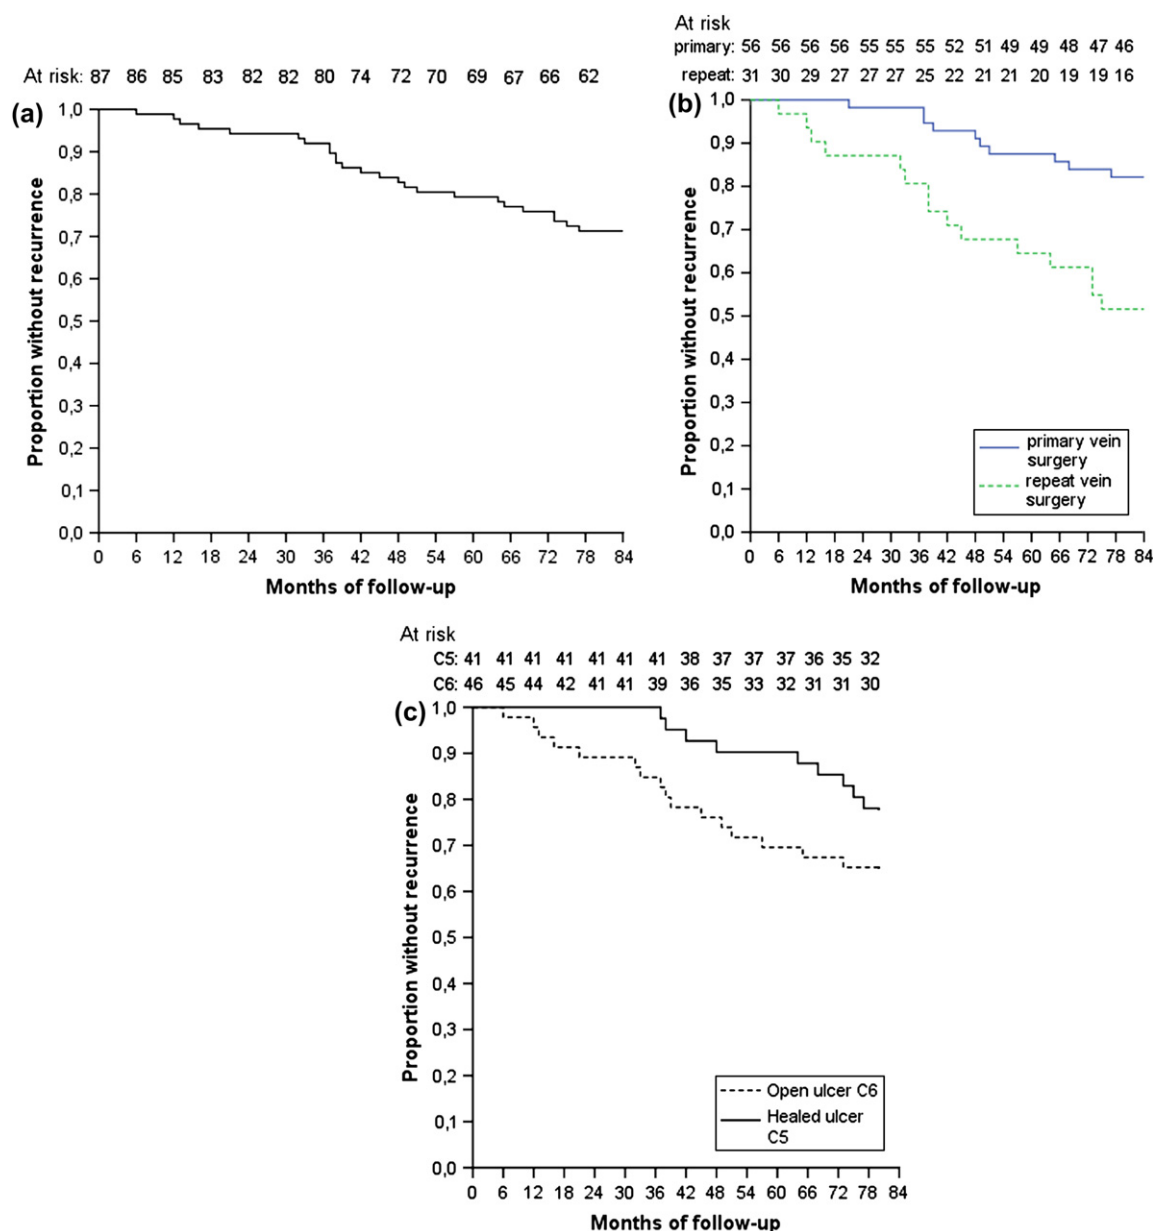 At risk: 87 86 85 83 82 82 80 74 72 70 69 67 66 62
(a)
1,0
0,9
0,8
0,7
0,6
0,5
0,4
0,3
0,2
0,1
0,0
Proportion without recurrence
0 6 12 18 24 30 36 42 48 54 60 66 72 78 84
Months of follow-up
At risk
primary: 56 56 56 56 55 55 55 52 51 49 49 48 47 46
repeat: 31 30 29 27 27 27 25 22 21 21 20 19 19 16
(b)
1,0
0,9
0,8
0,7
0,6
0,5
0,4
0,3
0,2
0,1
0,0
Proportion without recurrence
primary vein
surgery
repeat vein
surgery
0 6 12 18 24 30 36 42 48 54 60 66 72 78 84
Months of follow-up
At risk
C5: 41 41 41 41 41 41 41 38 37 37 37 36 35 32
C6: 46 45 44 42 41 41 39 36 35 33 32 31 31 30
(c)
1,0
0,9
0,8
0,7
0,6
0,5
0,4
0,3
0,2
0,1
0,0
Proportion without recurrence
Open ulcer C6
Healed ulcer
C5
0 6 12 18 24 30 36 42 48 54 60 66 72 78 84
Months of follow-up